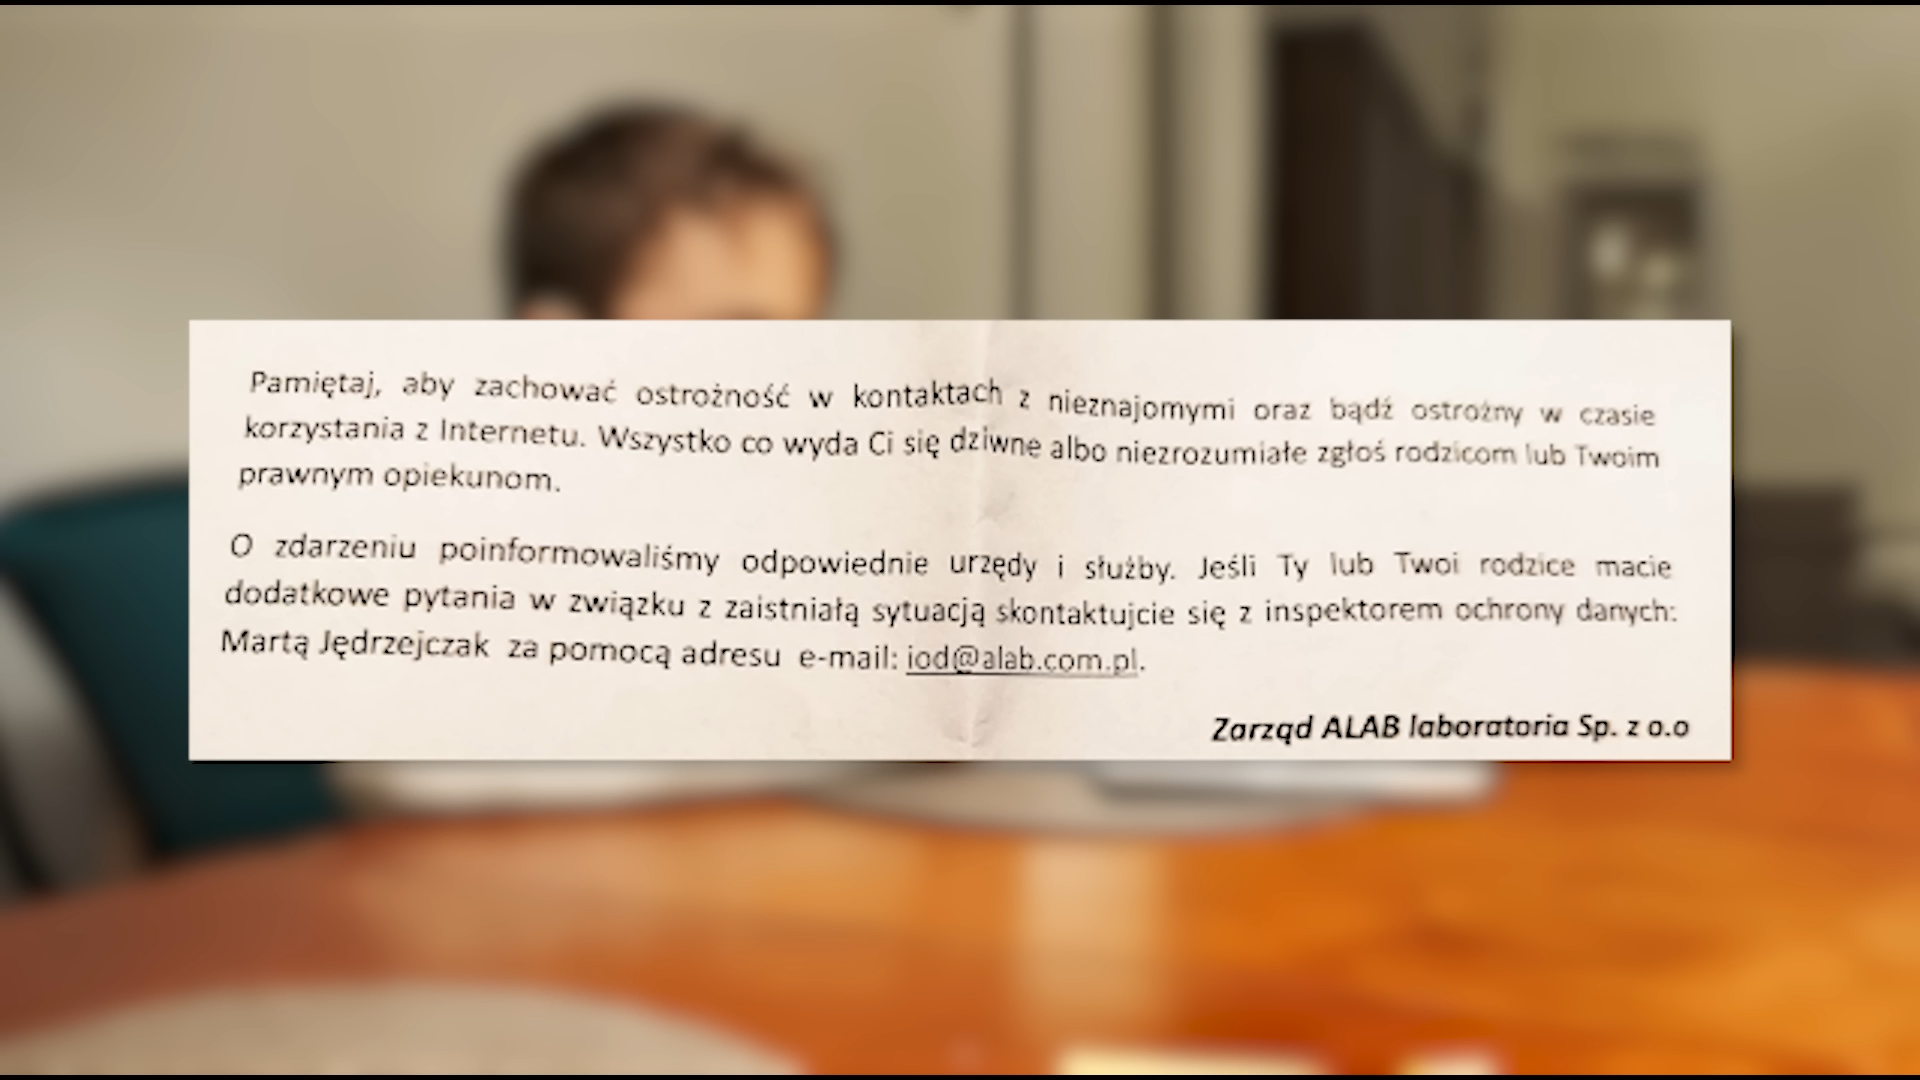 Pamiętaj, aby zachować ostrożność w kontaktach z nieznajomymi oraz bądź ostrożny w czasie
korzystania z Internetu. Wszystko co wyda Ci się dziwne albo niezrozumiałe zgłoś rodzicom lub Twoim
prawnym opiekunom.
O zdarzeniu poinformowaliśmy odpowiednie urzędy i służby. Jeśli Ty lub Twoi rodzice macie
dodatkowe pytania w związku z zaistniałą sytuacją skontaktujcie się z inspektorem ochrony danych:
Martą Jędrzejczak za pomocą adresu e-mail: iod@alab.com.pl.
Zarząd ALAB laboratoria Sp. z o.o